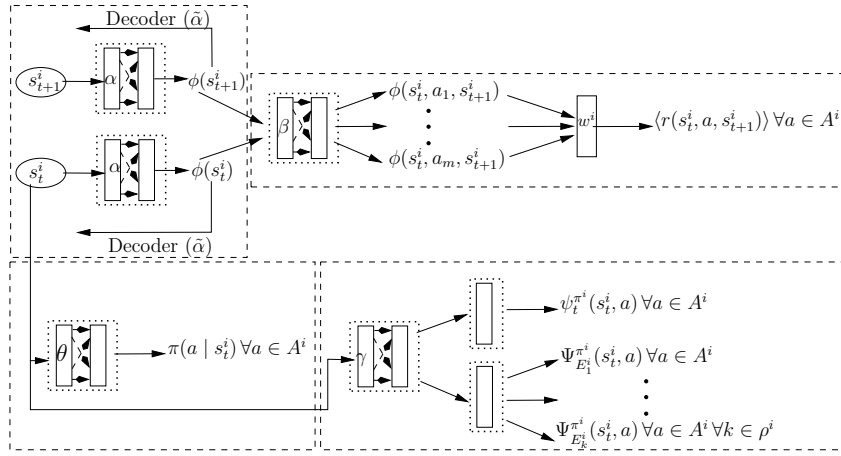 Decoder (α̃)
s^i_{t+1}
α
ϕ(s^i_{t+1})
s^i_t
α
ϕ(s^i_t)
Decoder (α̃)
β
ϕ(s^i_t, a_1, s^i_{t+1})
ϕ(s^i_t, a_m, s^i_{t+1})
w^i
⟨r(s^i_t, a, s^i_{t+1})⟩ ∀a ∈ A^i
θ
π(a | s^i_t) ∀a ∈ A^i
γ
ψ^{π^i}_t(s^i_t, a) ∀a ∈ A^i
Ψ^{π^i}_{E^i_1}(s^i_t, a) ∀a ∈ A^i
Ψ^{π^i}_{E^i_k}(s^i_t, a) ∀a ∈ A^i ∀k ∈ ρ^i